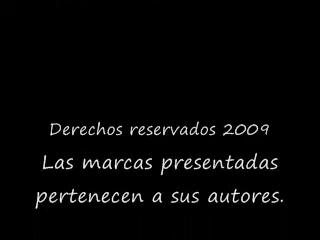 Derechos reservados 2009
Las marcas presentadas
pertenecen a sus autores.